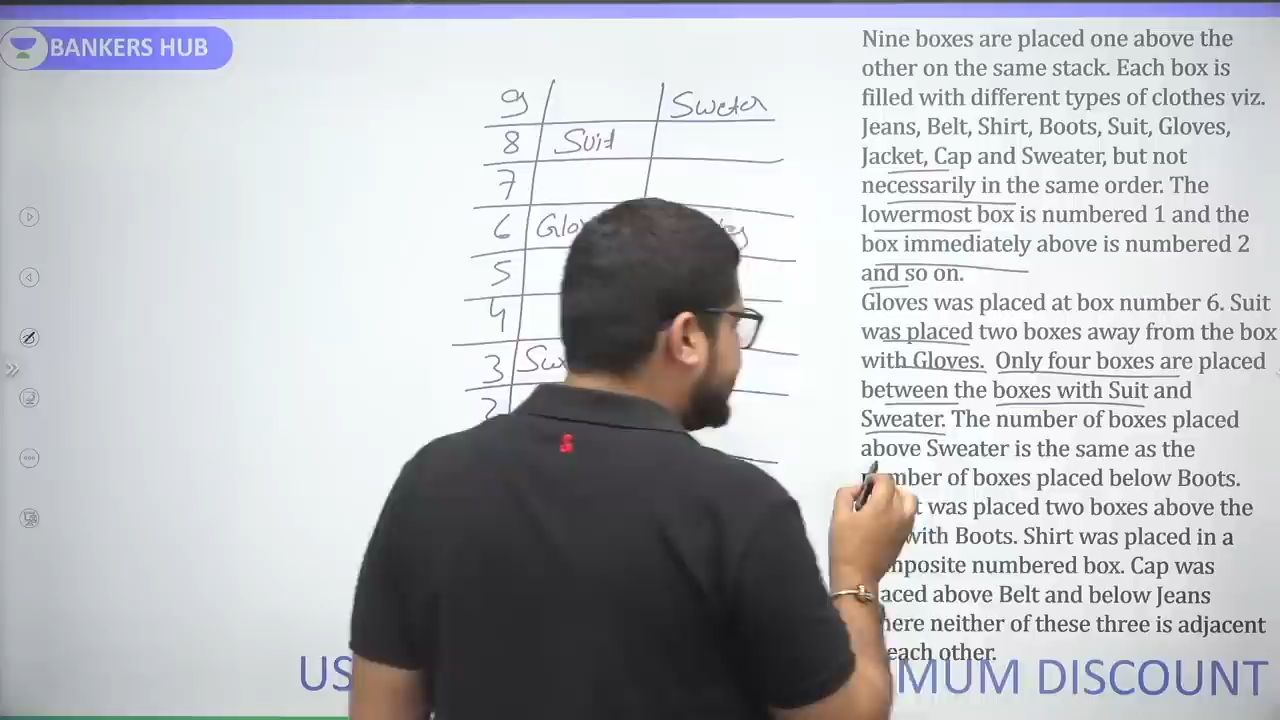 BANKERS HUB
9 Sweter
8 Suit
7
6
5
4
3
2
Nine boxes are placed one above the
other on the same stack. Each box is
filled with different types of clothes viz.
Jeans, Belt, Shirt, Boots, Suit, Gloves,
Jacket, Cap and Sweater, but not
necessarily in the same order. The
lowermost box is numbered 1 and the
box immediately above is numbered 2
and so on.
Gloves was placed at box number 6. Suit
was placed two boxes away from the box
with Gloves. Only four boxes are placed
between the boxes with Suit and
Sweater. The number of boxes placed
above Sweater is the same as the
number of boxes placed below Boots.
was placed two boxes above the
with Boots. Shirt was placed in a
numbered box. Cap was
above Belt and below Jeans
neither of these three is adjacent
each other.
US MUM DISCOUNT